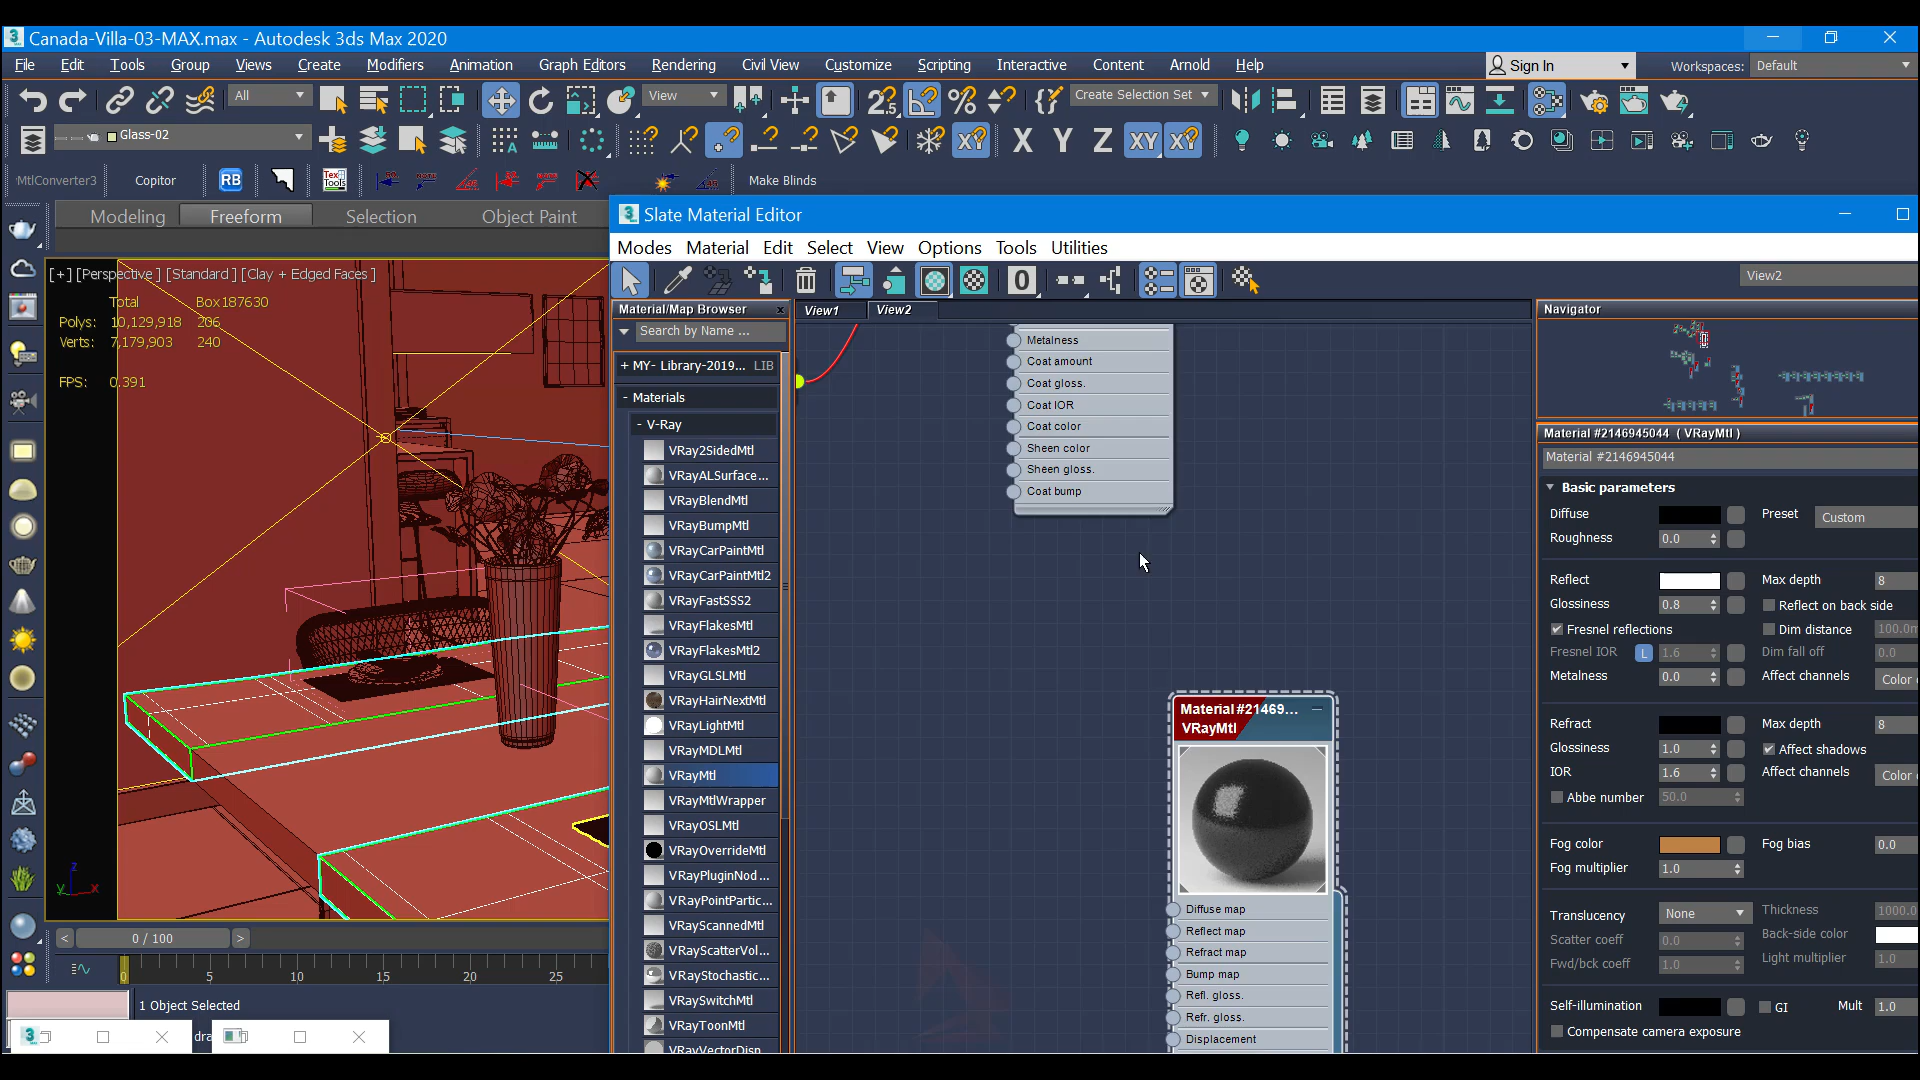 Canada-Villa-03-MAX.max - Autodesk 3ds Max 2020
File Edit Tools Group Views Create Modifiers Animation Graph Editors Rendering Civil View Customize Scripting Interactive Content Arnold Help
Sign In
Workspaces: Default
All
View
Create Selection Set
Glass-02
X Y Z XY
MtlConverter3 Copitor RB Make Blinds
Modeling Freeform Selection Object Paint
Slate Material Editor
Modes Material Edit Select View Options Tools Utilities
View2
[+] [Perspective ] [Standard ] [Clay + Edged Faces ]
Total Box187630
Polys: 10,129,918 206
Verts: 7,179,903 240
FPS: 0.391
Material/Map Browser
Search by Name ...
+ MY- Library-2019... LIB
- Materials
- V-Ray
VRay2SidedMtl
VRayALSurface...
VRayBlendMtl
VRayBumpMtl
VRayCarPaintMtl
VRayCarPaintMtl2
VRayFastSSS2
VRayFlakesMtl
VRayFlakesMtl2
VRayGLSLMtl
VRayHairNextMtl
VRayLightMtl
VRayMDLMtl
VRayMtl
VRayMtlWrapper
VRayOSLMtl
VRayOverrideMtl
VRayPluginNod...
VRayPointPartic...
VRayScannedMtl
VRayScatterVol...
VRayStochastic...
VRaySwitchMtl
VRayToonMtl
VRayVectorDisp
View1 View2
Metalness
Coat amount
Coat gloss.
Coat IOR
Coat color
Sheen color
Sheen gloss.
Coat bump
Material #21469...
VRayMtl
Diffuse map
Reflect map
Refract map
Bump map
Refl. gloss.
Refr. gloss.
Displacement
Navigator
Material #2146945044 ( VRayMtl )
Material #2146945044
Basic parameters
Diffuse Preset Custom
Roughness 0.0
Reflect Max depth 8
Glossiness 0.8 Reflect on back side
Fresnel reflections Dim distance 100.0m
Fresnel IOR L 1.6 Dim fall off 0.0
Metalness 0.0 Affect channels Color
Refract Max depth 8
Glossiness 1.0 Affect shadows
IOR 1.6 Affect channels Color
Abbe number 50.0
Fog color Fog bias 0.0
Fog multiplier 1.0
Translucency None Thickness 1000.0
Scatter coeff 0.0 Back-side color
Fwd/bck coeff 1.0 Light multiplier 1.0
Self-illumination GI Mult 1.0
Compensate camera exposure
z
y x
< 0 / 100 >
0 5 10 15 20 25
1 Object Selected
dra